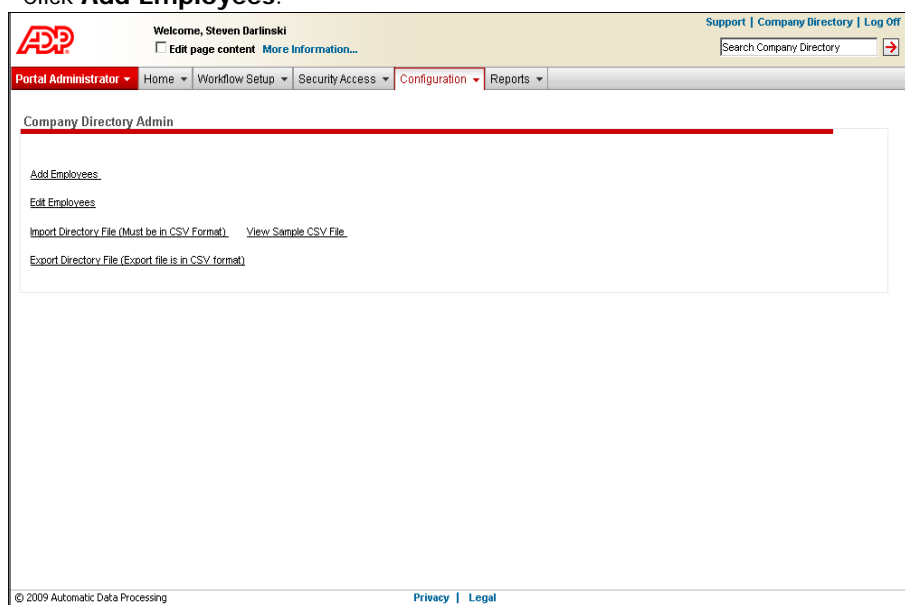 click Add Employees.
ADP
Welcome, Steven Darlinski
Edit page content More Information...
Support | Company Directory | Log Off
Search Company Directory
Portal Administrator Home Workflow Setup Security Access Configuration Reports
Company Directory Admin
Add Employees
Edit Employees
Import Directory File (Must be in CSV Format) View Sample CSV File
Export Directory File (Export file is in CSV format)
© 2009 Automatic Data Processing
Privacy | Legal